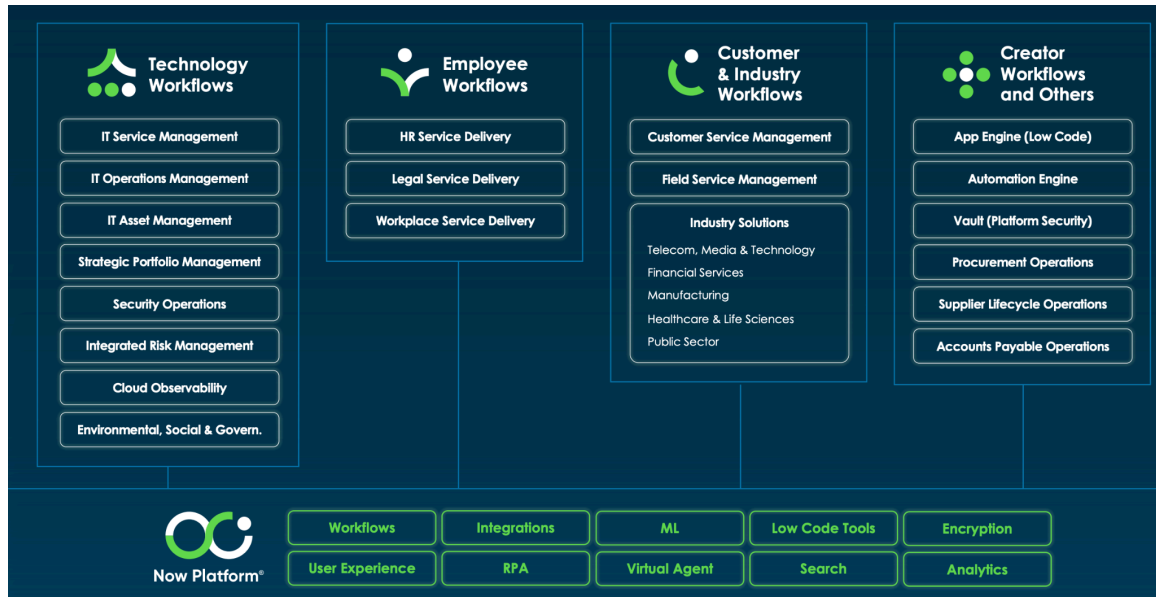 Technology
Workflows
IT Service Management
IT Operations Management
IT Asset Management
Strategic Portfolio Management
Security Operations
Integrated Risk Management
Cloud Observability
Environmental, Social & Govern.
Employee
Workflows
HR Service Delivery
Legal Service Delivery
Workplace Service Delivery
Customer
& Industry
Workflows
Customer Service Management
Field Service Management
Industry Solutions
Telecom, Media & Technology
Financial Services
Manufacturing
Healthcare & Life Sciences
Public Sector
Creator
Workflows
and Others
App Engine (Low Code)
Automation Engine
Vault (Platform Security)
Procurement Operations
Supplier Lifecycle Operations
Accounts Payable Operations
Now Platform®
Workflows
Integrations
ML
Low Code Tools
Encryption
User Experience
RPA
Virtual Agent
Search
Analytics